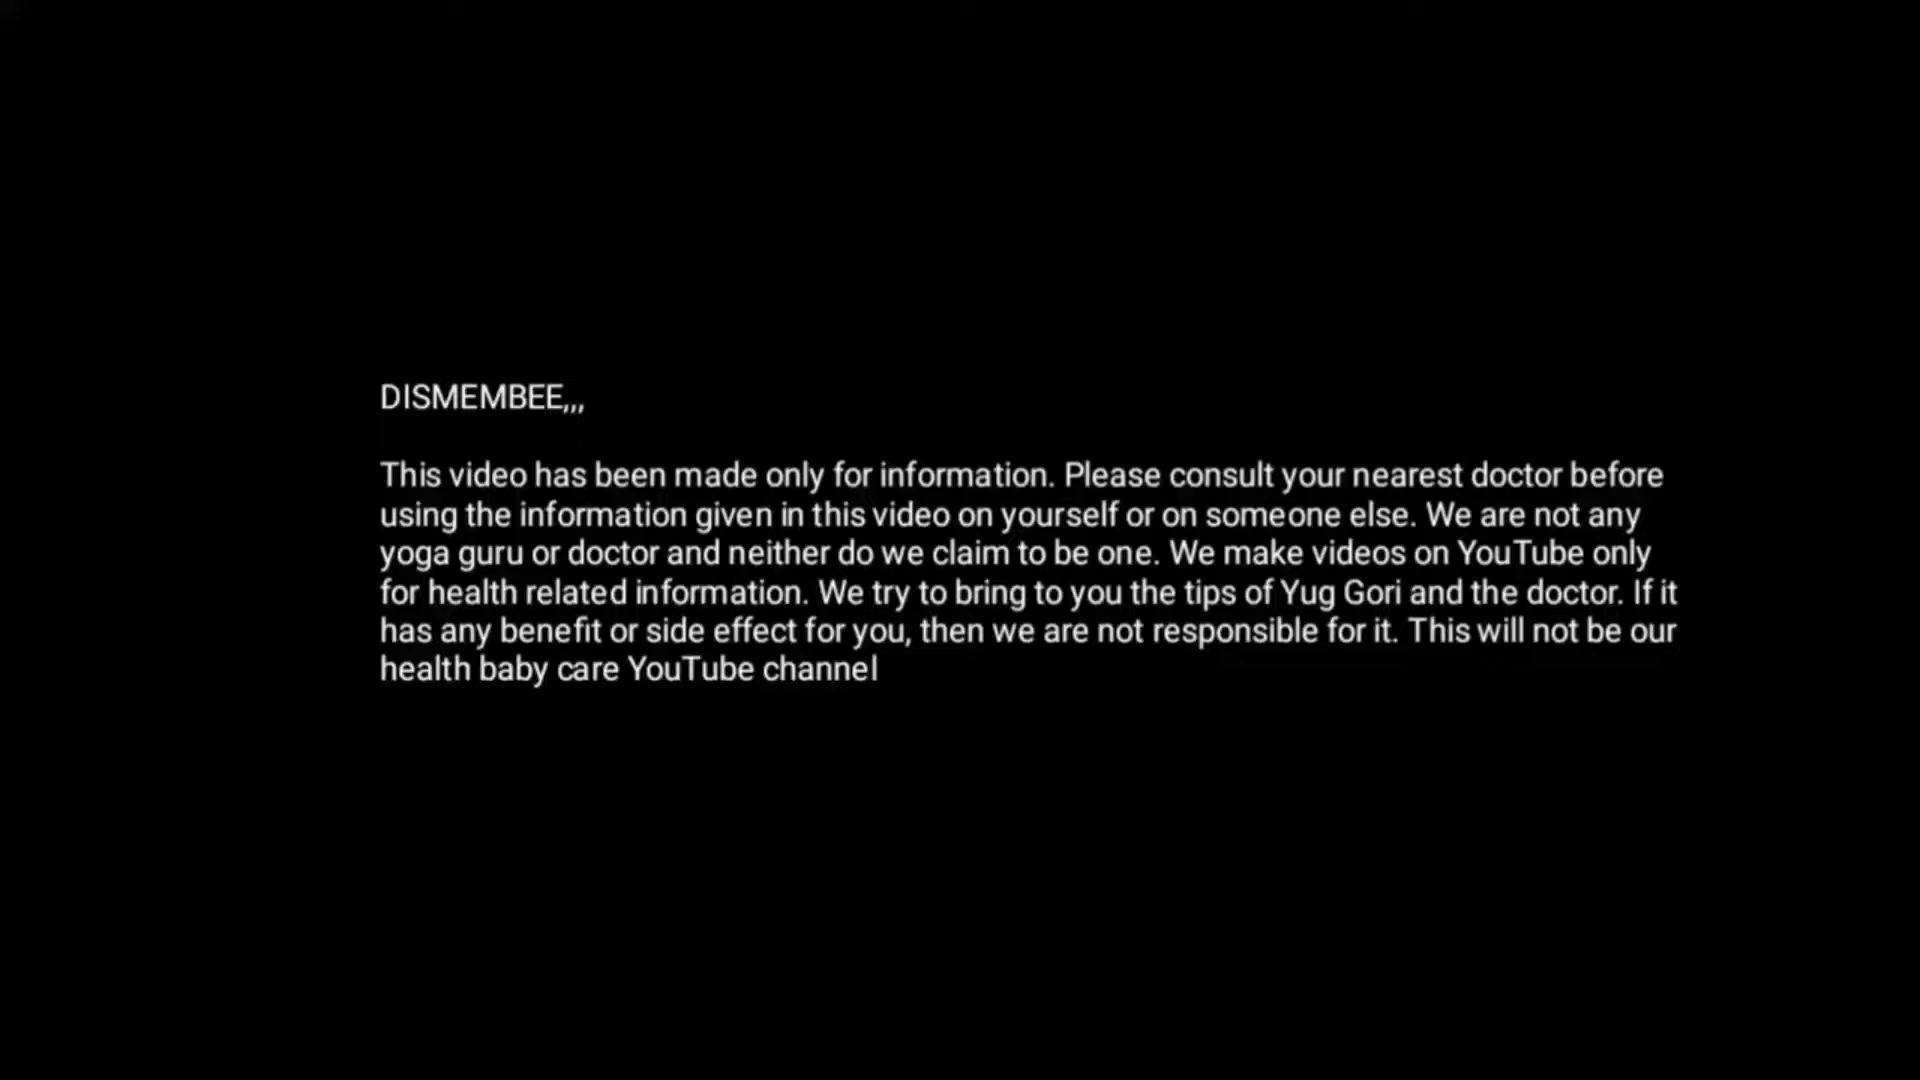 DISMEMBEE,,,
This video has been made only for information. Please consult your nearest doctor before
using the information given in this video on yourself or on someone else. We are not any
yoga guru or doctor and neither do we claim to be one. We make videos on YouTube only
for health related information. We try to bring to you the tips of Yug Gori and the doctor. If it
has any benefit or side effect for you, then we are not responsible for it. This will not be our
health baby care YouTube channel